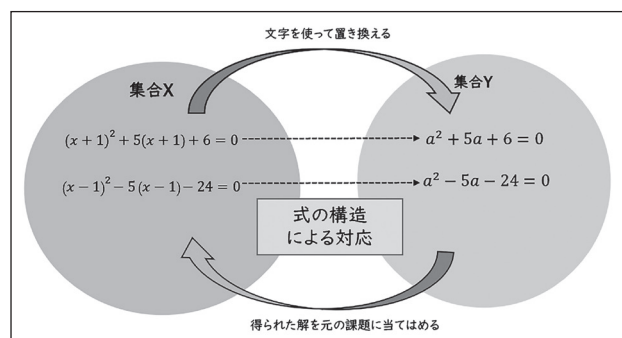 文字を使って置き換える
集合X
集合Y
(x + 1)² + 5(x + 1) + 6 = 0
a² + 5a + 6 = 0
(x − 1)² − 5(x − 1) − 24 = 0
a² − 5a − 24 = 0
式の構造
による対応
得られた解を元の課題に当てはめる